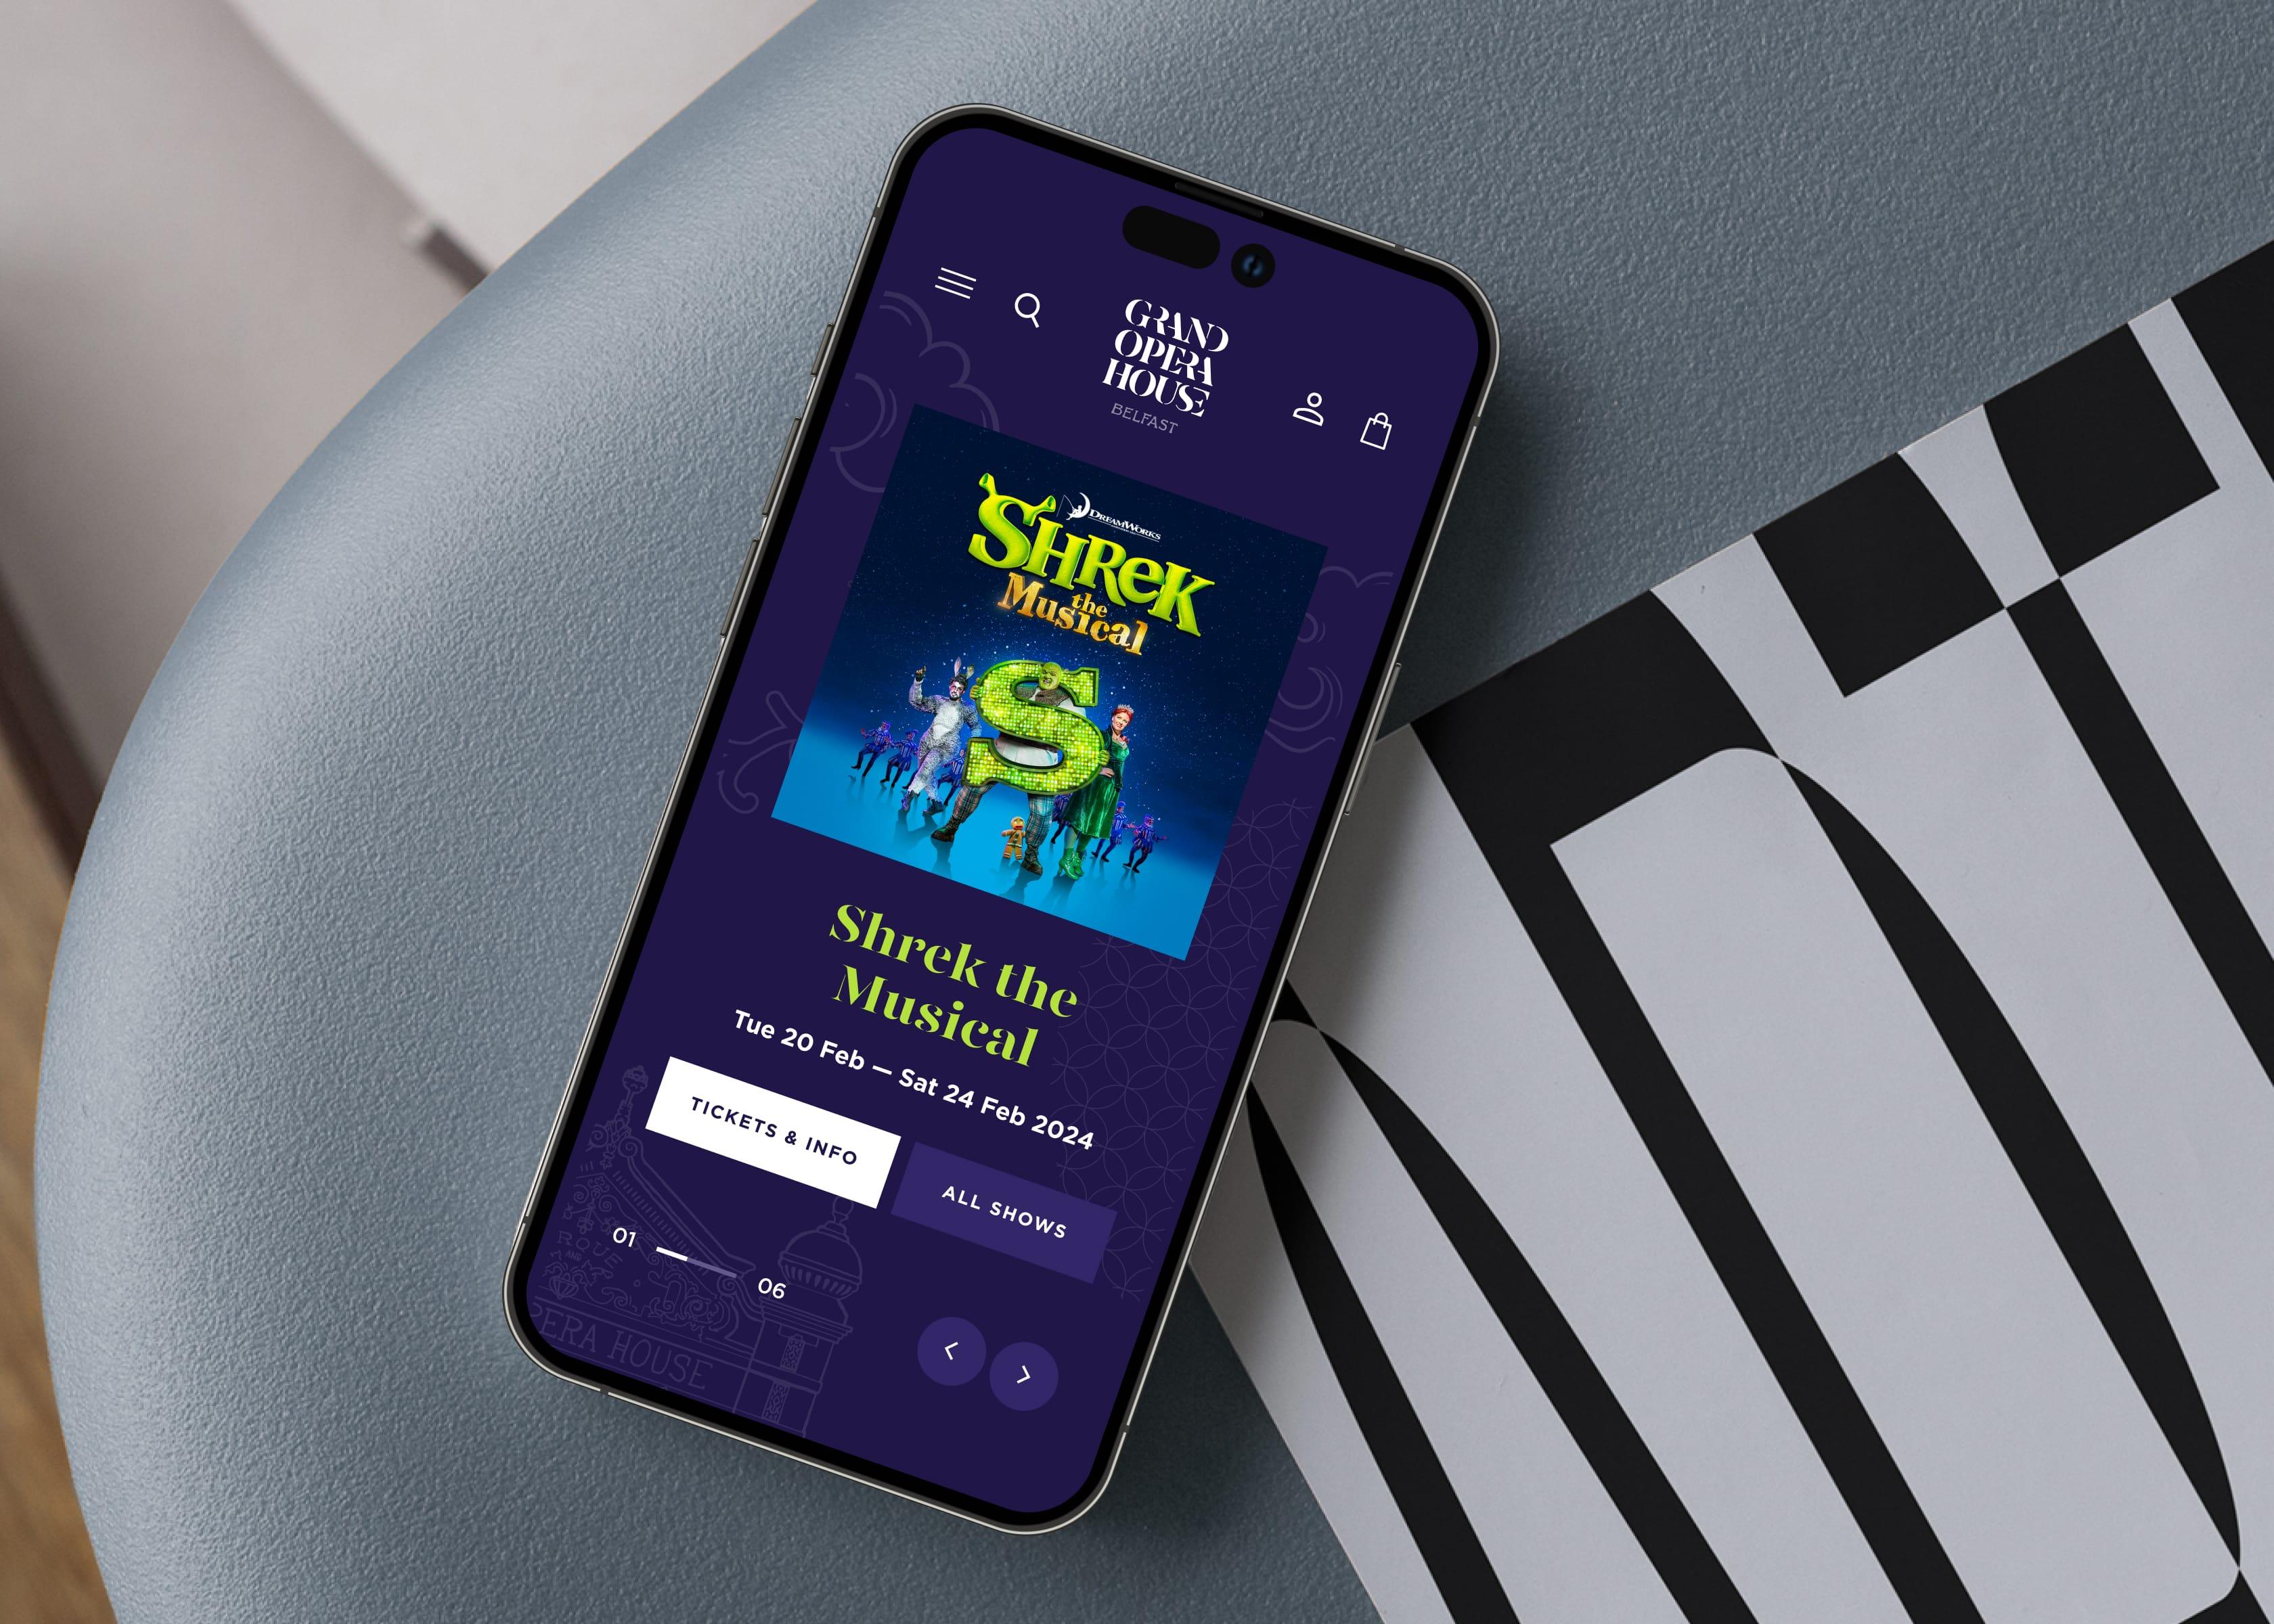 GRAND
OPERA
HOUSE
BELFAST
DREAMWORKS
SHREK
the
Musical
S
Shrek the
Musical
Tue 20 Feb — Sat 24 Feb 2024
TICKETS & INFO
ALL SHOWS
01
06
ERA HOUSE